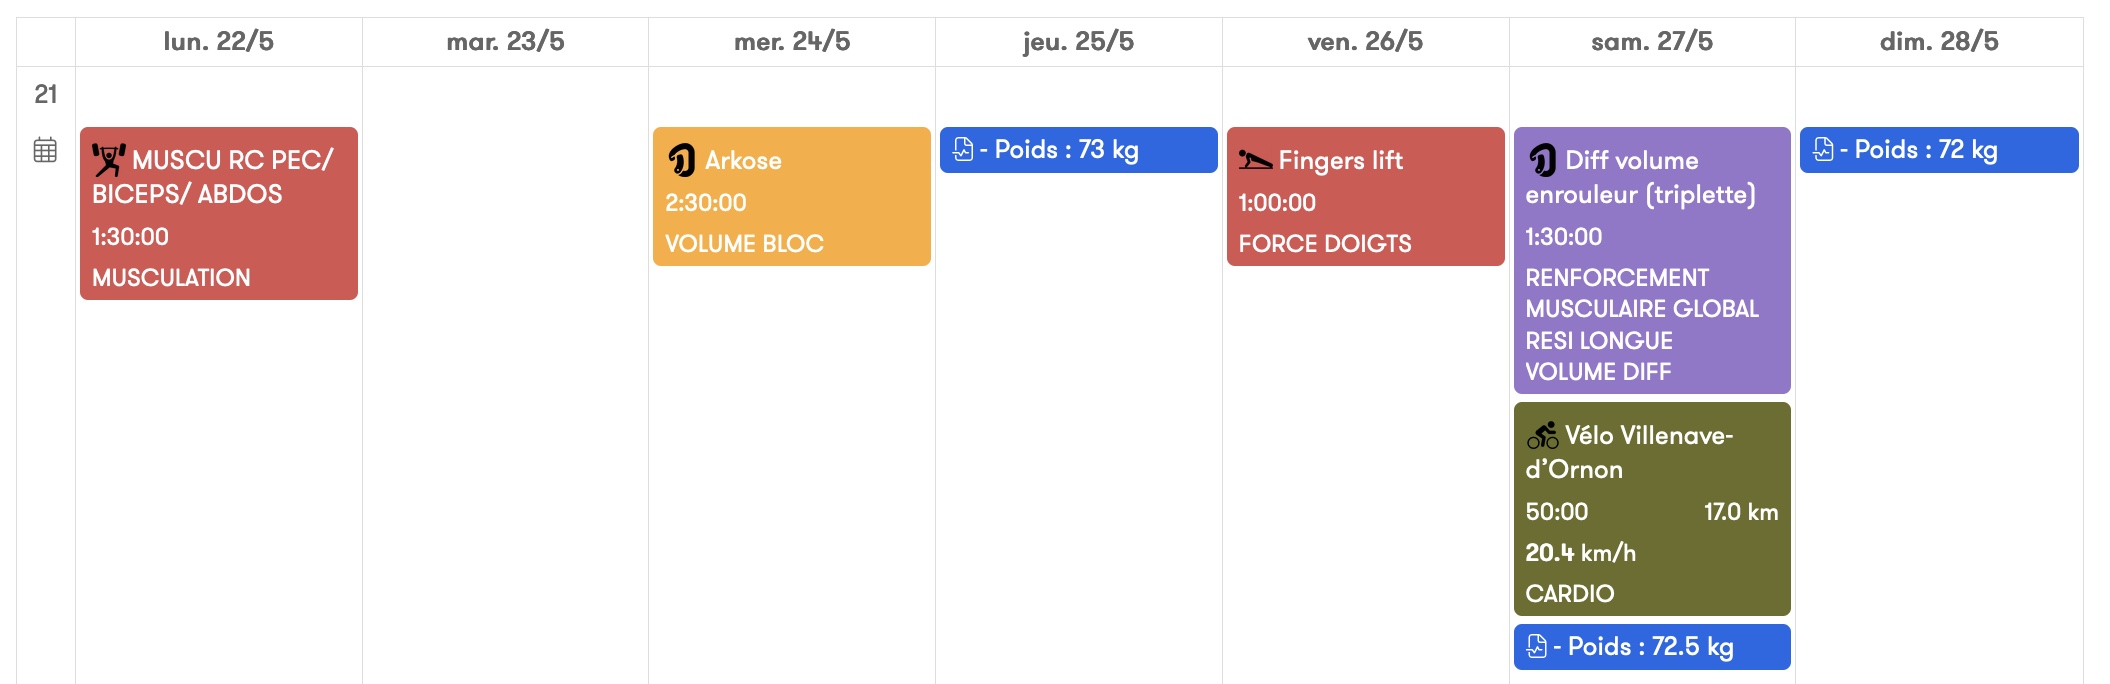 lun. 22/5
mar. 23/5
mer. 24/5
jeu. 25/5
ven. 26/5
sam. 27/5
dim. 28/5
21
MUSCU RC PEC/
BICEPS/ ABDOS
1:30:00
MUSCULATION
Arkose
2:30:00
VOLUME BLOC
- Poids : 73 kg
Fingers lift
1:00:00
FORCE DOIGTS
Diff volume
enrouleur (triplette)
1:30:00
RENFORCEMENT
MUSCULAIRE GLOBAL
RESI LONGUE
VOLUME DIFF
Vélo Villenave-
d’Ornon
50:00 17.0 km
20.4 km/h
CARDIO
- Poids : 72.5 kg
- Poids : 72 kg